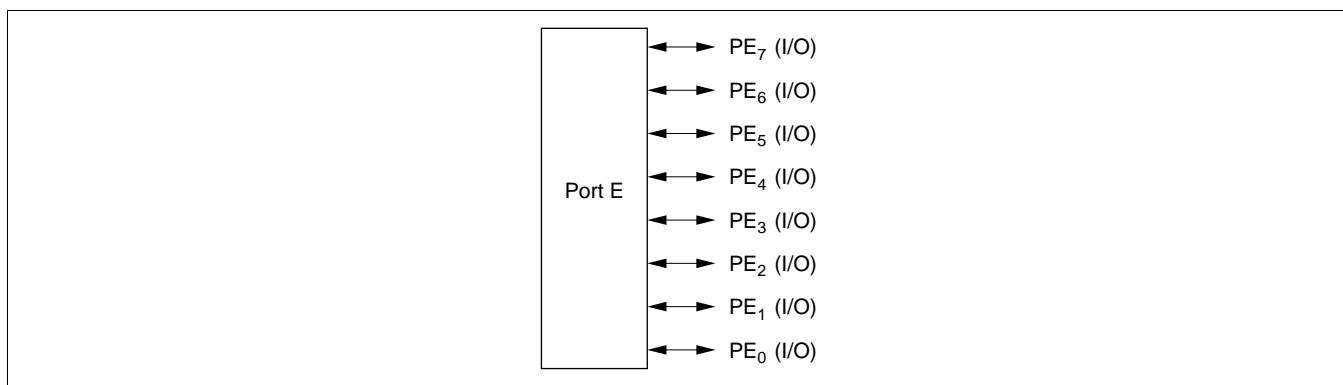 PE₇ (I/O)
PE₆ (I/O)
PE₅ (I/O)
PE₄ (I/O)
Port E
PE₃ (I/O)
PE₂ (I/O)
PE₁ (I/O)
PE₀ (I/O)